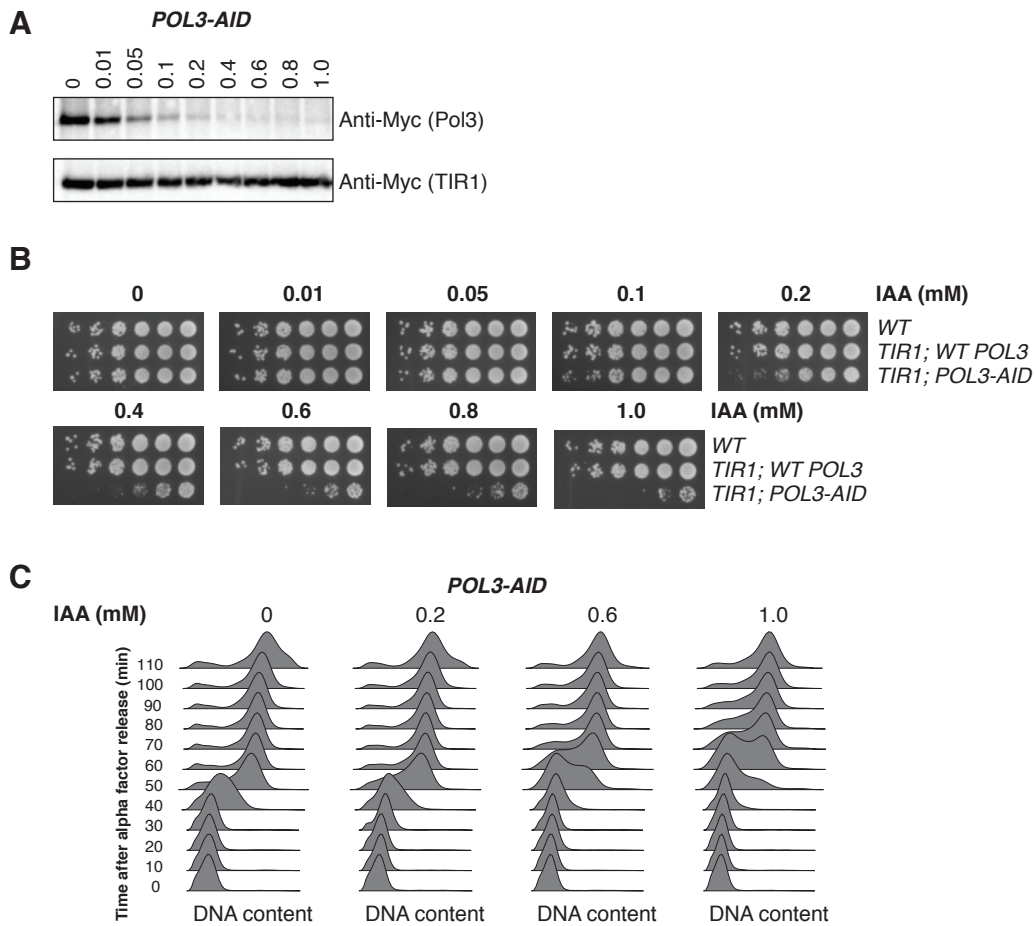 A
POL3-AID
0 0.01 0.05 0.1 0.2 0.4 0.6 0.8 1.0
Anti-Myc (Pol3)
Anti-Myc (TIR1)
B
0 0.01 0.05 0.1 0.2 IAA (mM)
WT
TIR1; WT POL3
TIR1; POL3-AID
0.4 0.6 0.8 1.0 IAA (mM)
WT
TIR1; WT POL3
TIR1; POL3-AID
C
POL3-AID
IAA (mM) 0 0.2 0.6 1.0
Time after alpha factor release (min)
110
100
90
80
70
60
50
40
30
20
10
0
DNA content DNA content DNA content DNA content